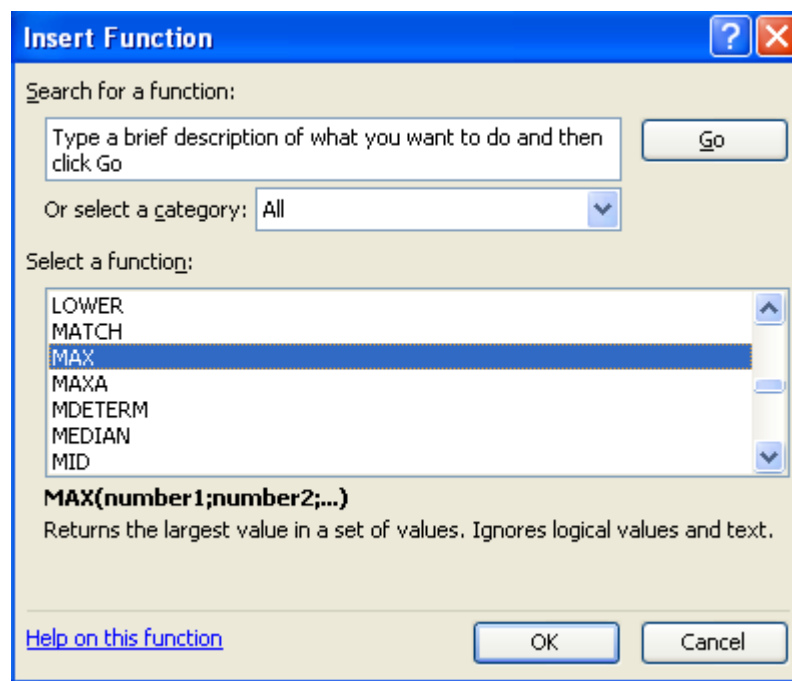 Insert Function
Search for a function:
Type a brief description of what you want to do and then
click Go
Go
Or select a category: All
Select a function:
LOWER
MATCH
MAX
MAXA
MDETERM
MEDIAN
MID
MAX(number1;number2;...)
Returns the largest value in a set of values. Ignores logical values and text.
Help on this function
OK
Cancel